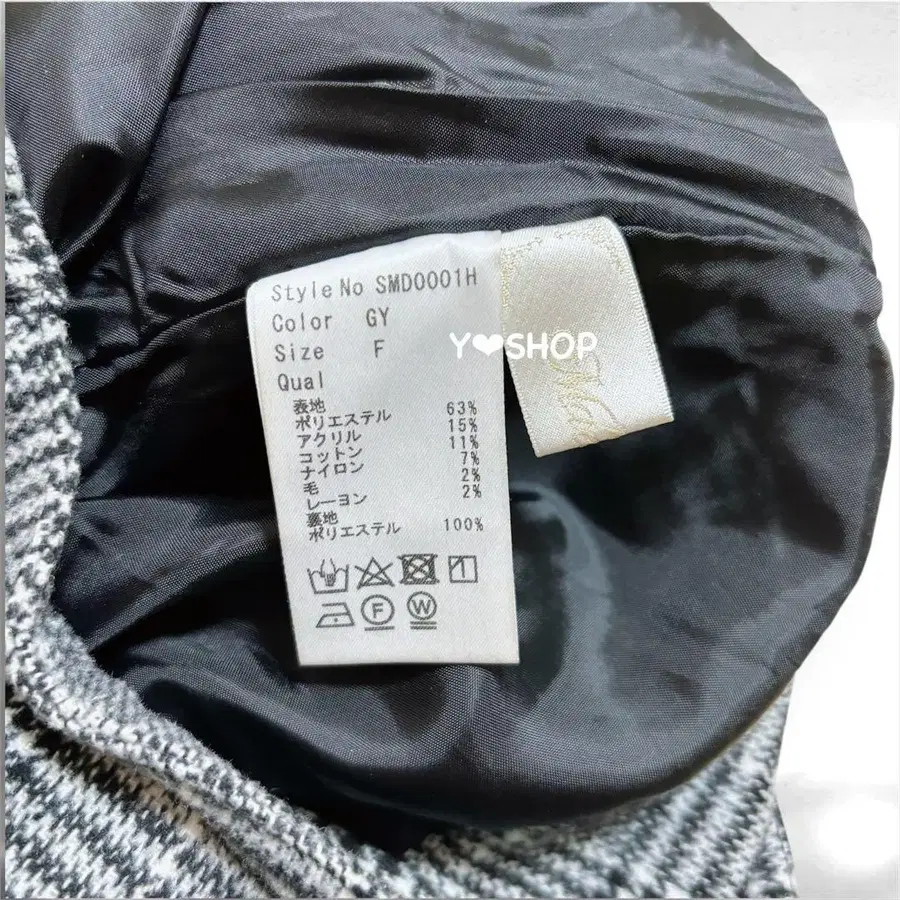 Style No SMD0001H
Color GY
Size F
Qual
表地
ポリエステル 63%
アクリル 15%
コットン 11%
ナイロン 7%
毛 2%
レーヨン 2%
裏地
ポリエステル 100%
F W
Y❤SHOP